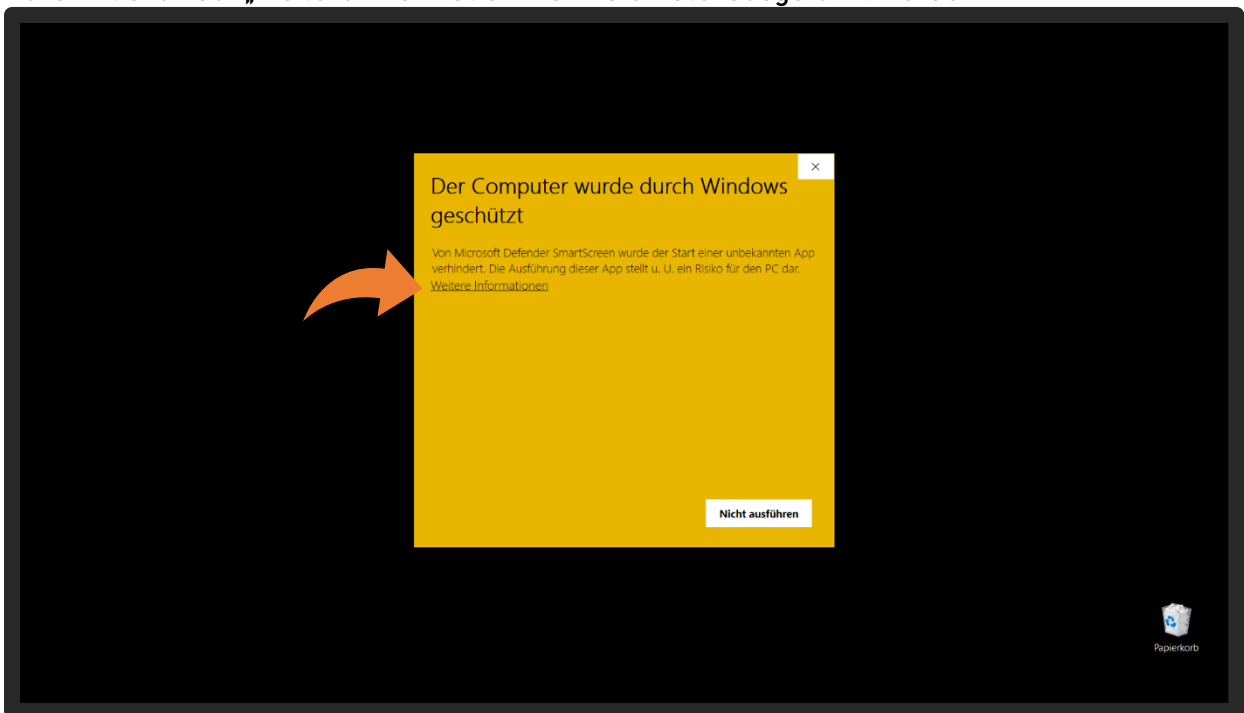 Der Computer wurde durch Windows
geschützt
Von Microsoft Defender SmartScreen wurde der Start einer unbekannten App
verhindert. Die Ausführung dieser App stellt u. U. ein Risiko für den PC dar.
Weitere Informationen
Nicht ausführen
Papierkorb